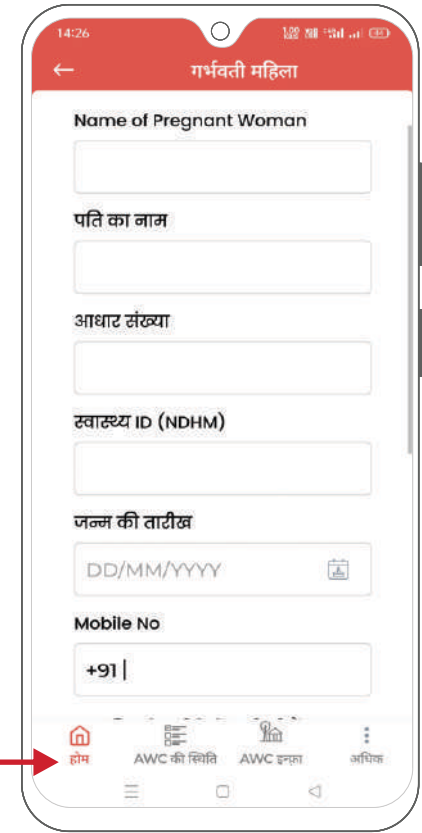 14:26
गर्भवती महिला
Name of Pregnant Woman
पति का नाम
आधार संख्या
स्वास्थ्य ID (NDHM)
जन्म की तारीख
DD/MM/YYYY
Mobile No
+91
होम AWC की स्थिति AWC इन्फ्रा अधिक